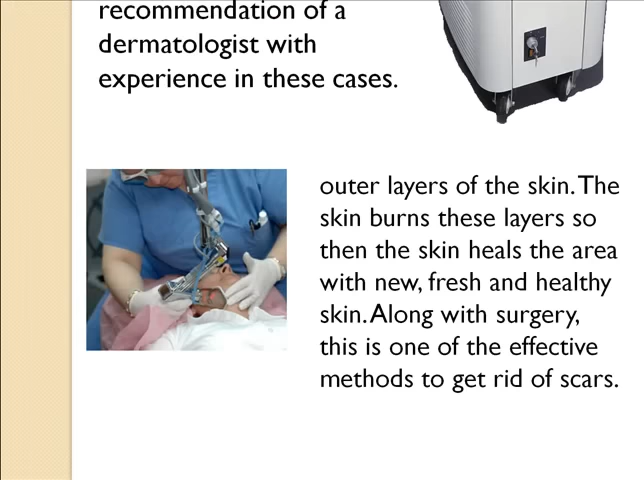 recommendation of a
dermatologist with
experience in these cases.
outer layers of the skin. The
skin burns these layers so
then the skin heals the area
with new, fresh and healthy
skin. Along with surgery,
this is one of the effective
methods to get rid of scars.